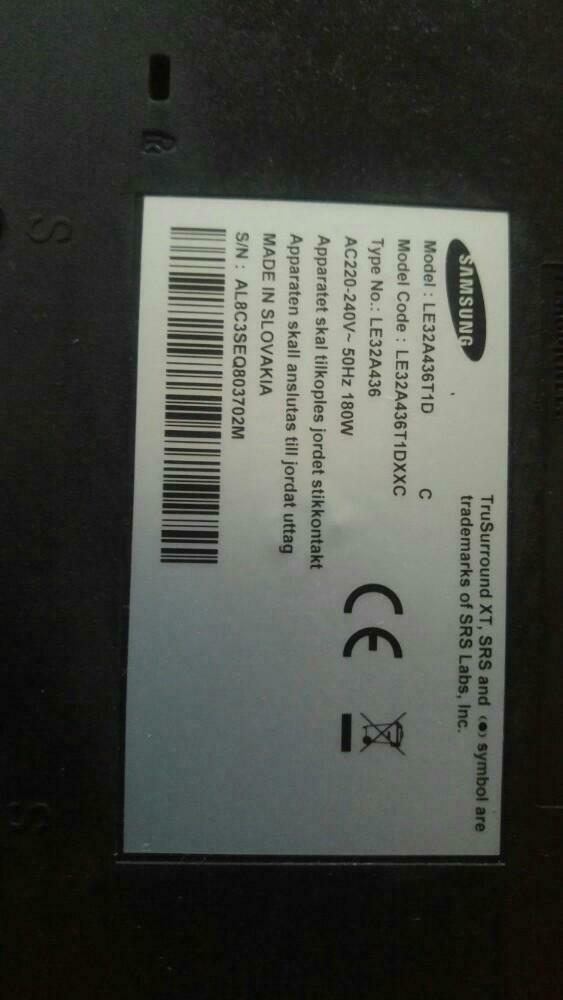 SAMSUNG
TruSurround XT, SRS and (●) symbol are
trademarks of SRS Labs, Inc.
Model : LE32A436T1D C
Model Code : LE32A436T1DXXC
Type No.: LE32A436
AC220-240V~ 50Hz 180W
Apparatet skal tilkoples jordet stikkontakt
Apparaten skall anslutas till jordat uttag
MADE IN SLOVAKIA
S/N : AL8C3SEQ803702M